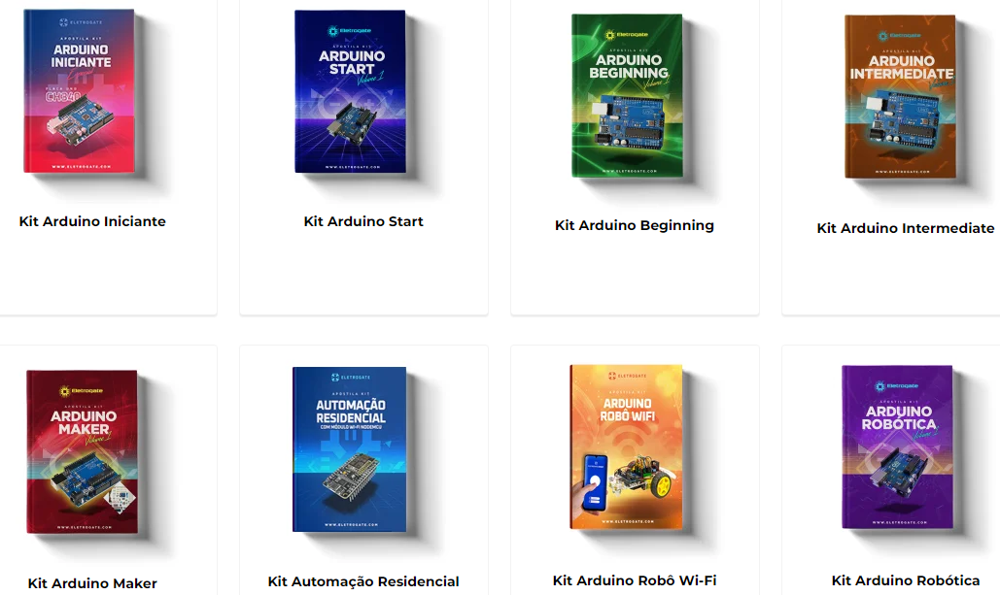 ELETROGATE
APOSTILA KIT
ARDUINO
INICIANTE
PLACA UNO
CH340
WWW.ELETROGATE.COM
Kit Arduino Iniciante
Eletrogate
APOSTILA KIT
ARDUINO
START
Volume 1
WWW.ELETROGATE.COM
Kit Arduino Start
Eletrogate
APOSTILA KIT
ARDUINO
BEGINNING
Volume 1
WWW.ELETROGATE.COM
Kit Arduino Beginning
Eletrogate
APOSTILA KIT
ARDUINO
INTERMEDIATE
WWW.ELETROGATE.COM
Kit Arduino Intermediate
Eletrogate
APOSTILA KIT
ARDUINO
MAKER
Volume 1
WWW.ELETROGATE.COM
Kit Arduino Maker
ELETROGATE
APOSTILA KIT
AUTOMAÇÃO
RESIDENCIAL
COM MÓDULO WI-FI NODEMCU
WWW.ELETROGATE.COM
Kit Automação Residencial
ELETROGATE
APOSTILA KIT
ARDUINO
ROBÔ WIFI
WWW.ELETROGATE.COM
Kit Arduino Robô Wi-Fi
Eletrogate
APOSTILA KIT
ARDUINO
ROBÓTICA
WWW.ELETROGATE.COM
Kit Arduino Robótica